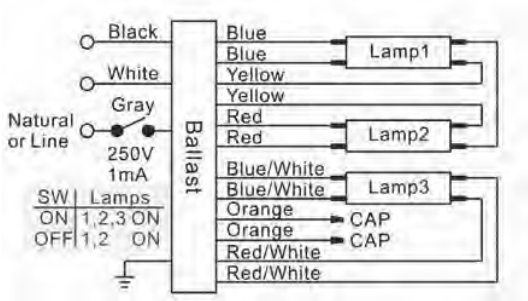 Black
White
Gray
Natural
or Line
250V
1mA
SW Lamps
ON 1,2,3 ON
OFF 1,2 ON
Ballast
Blue
Blue
Yellow
Yellow
Red
Red
Blue/White
Blue/White
Orange
Orange
Red/White
Red/White
Lamp1
Lamp2
Lamp3
CAP
CAP